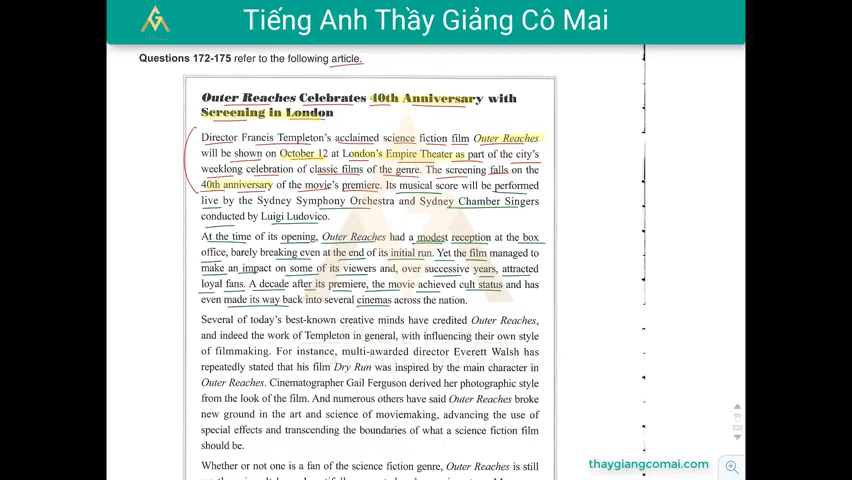 Tiếng Anh Thầy Giảng Cô Mai
Questions 172-175 refer to the following article.
Outer Reaches Celebrates 40th Anniversary with
Screening in London
Director Francis Templeton's acclaimed science fiction film Outer Reaches
will be shown on October 12 at London's Empire Theater as part of the city's
weeklong celebration of classic films of the genre. The screening falls on the
40th anniversary of the movie's premiere. Its musical score will be performed
live by the Sydney Symphony Orchestra and Sydney Chamber Singers
conducted by Luigi Ludovico.
At the time of its opening, Outer Reaches had a modest reception at the box
office, barely breaking even at the end of its initial run. Yet the film managed to
make an impact on some of its viewers and, over successive years, attracted
loyal fans. A decade after its premiere, the movie achieved cult status and has
even made its way back into several cinemas across the nation.
Several of today's best-known creative minds have credited Outer Reaches,
and indeed the work of Templeton in general, with influencing their own style
of filmmaking. For instance, multi-awarded director Everett Walsh has
repeatedly stated that his film Dry Run was inspired by the main character in
Outer Reaches. Cinematographer Gail Ferguson derived her photographic style
from the look of the film. And numerous others have said Outer Reaches broke
new ground in the art and science of moviemaking, advancing the use of
special effects and transcending the boundaries of what a science fiction film
should be.
Whether or not one is a fan of the science fiction genre, Outer Reaches is still
thaygiangcomai.com